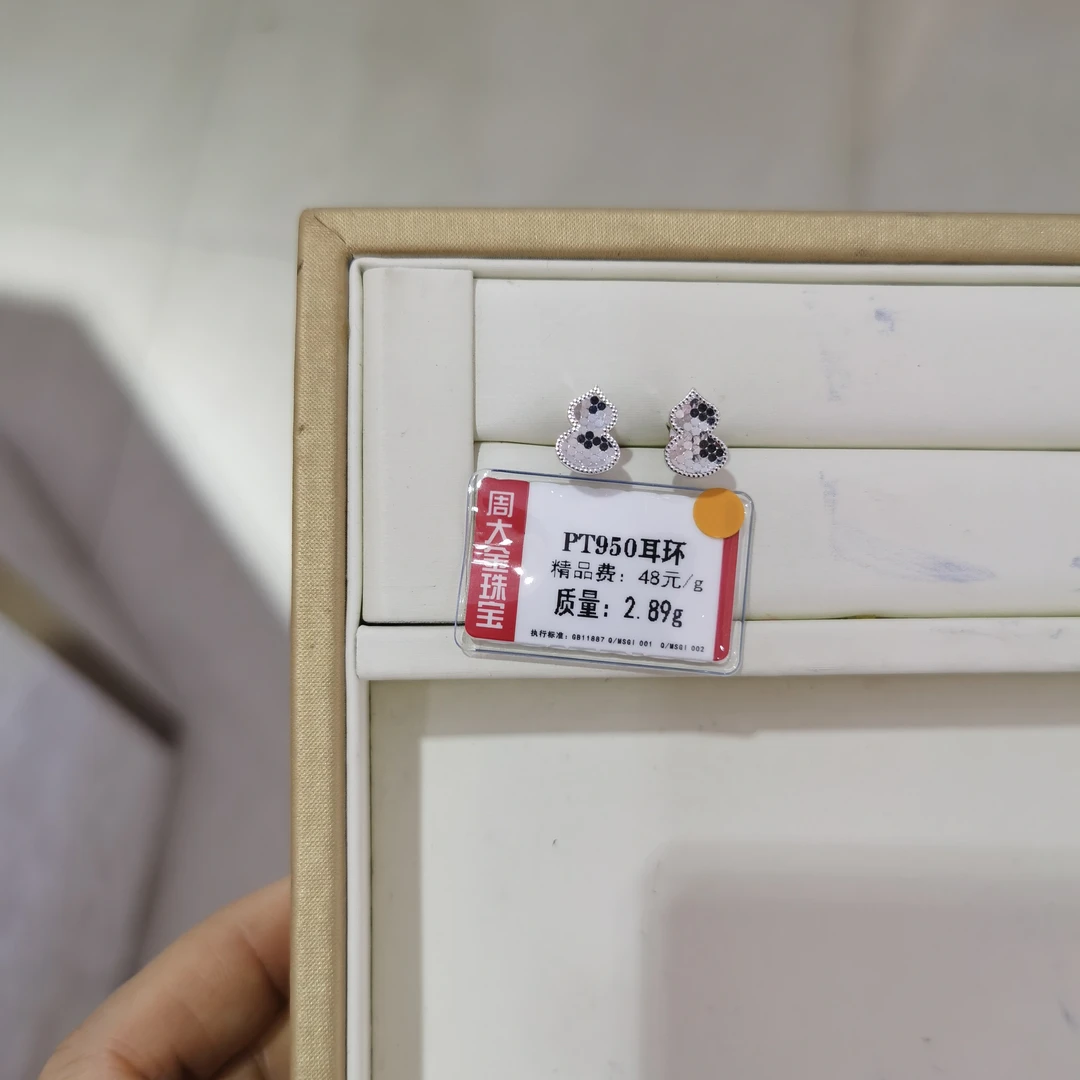 周大金珠宝
PT950耳环
精品费：48元/g
质量：2.89g
执行标准：GB11887 Q/MSGI 001 Q/MSGI 002